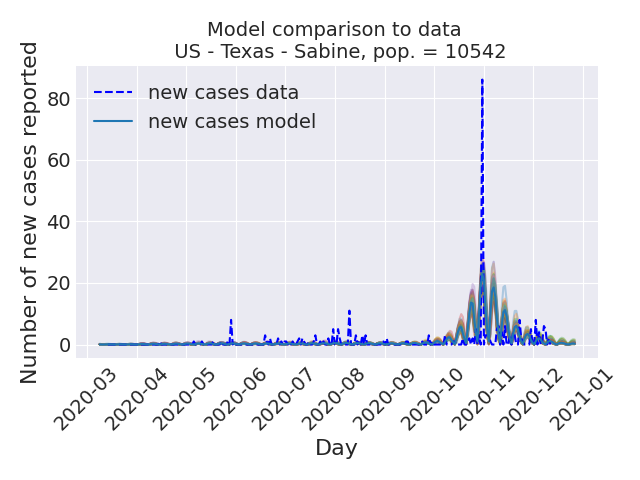 Model comparison to data
US - Texas - Sabine, pop. = 10542
new cases data
new cases model
Number of new cases reported
80
60
40
20
0
2020-03
2020-04
2020-05
2020-06
2020-07
2020-08
2020-09
2020-10
2020-11
2020-12
2021-01
Day